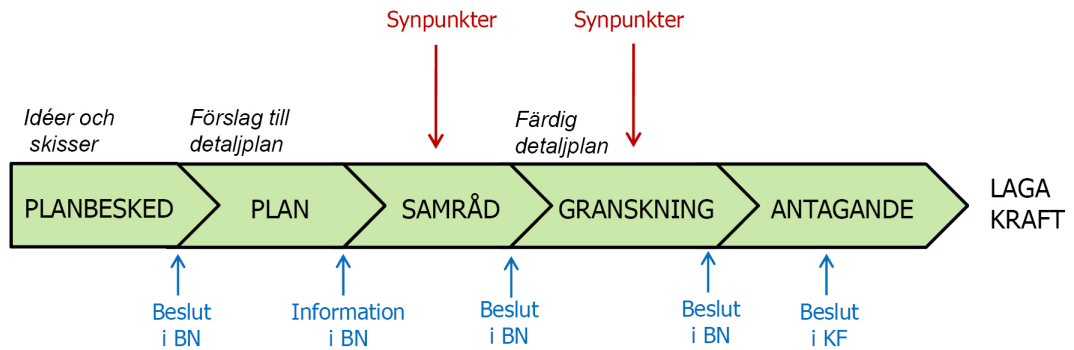 Synpunkter
Synpunkter
Idéer och
skisser
Förslag till
detaljplan
Färdig
detaljplan
PLANBESKED
PLAN
SAMRÅD
GRANSKNING
ANTAGANDE
LAGA
KRAFT
Beslut
i BN
Information
i BN
Beslut
i BN
Beslut
i BN
Beslut
i KF